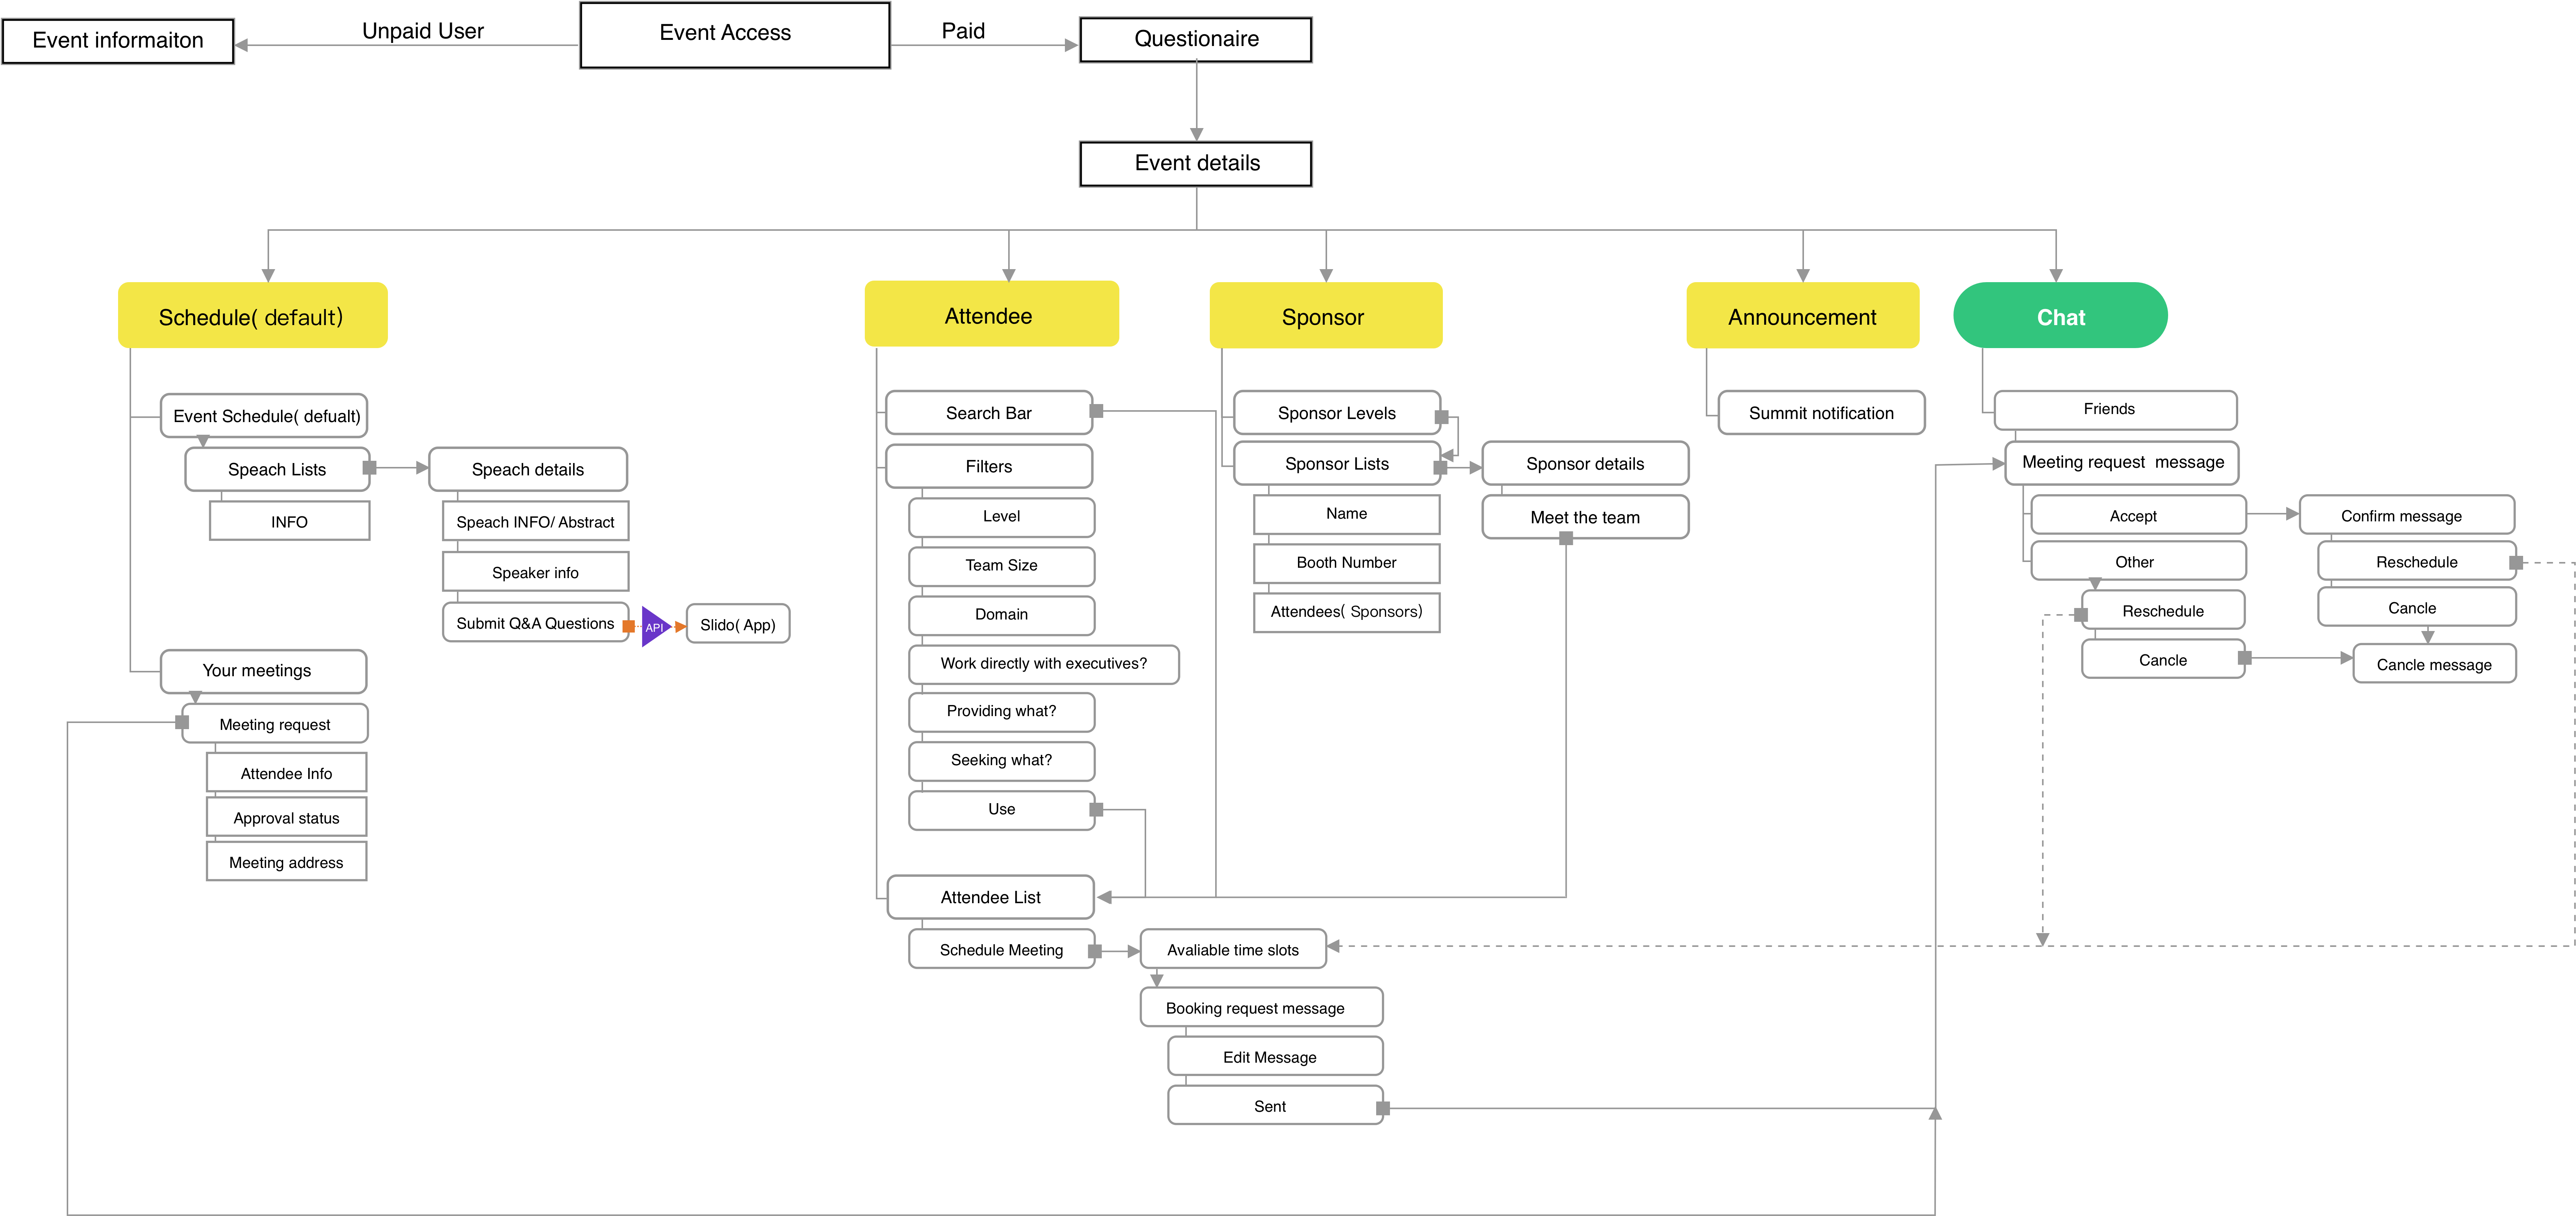 Event informaiton
Unpaid User
Event Access
Paid
Questionaire
Event details
Schedule( default)
Event Schedule( defualt)
Speach Lists
INFO
Speach details
Speach INFO/ Abstract
Speaker info
Submit Q&A Questions
API
Slido( App)
Your meetings
Meeting request
Attendee Info
Approval status
Meeting address
Attendee
Search Bar
Filters
Level
Team Size
Domain
Work directly with executives?
Providing what?
Seeking what?
Use
Attendee List
Schedule Meeting
Avaliable time slots
Booking request message
Edit Message
Sent
Sponsor
Sponsor Levels
Sponsor Lists
Name
Booth Number
Attendees( Sponsors)
Sponsor details
Meet the team
Announcement
Summit notification
Chat
Friends
Meeting request message
Accept
Other
Reschedule
Cancle
Confirm message
Reschedule
Cancle
Cancle message